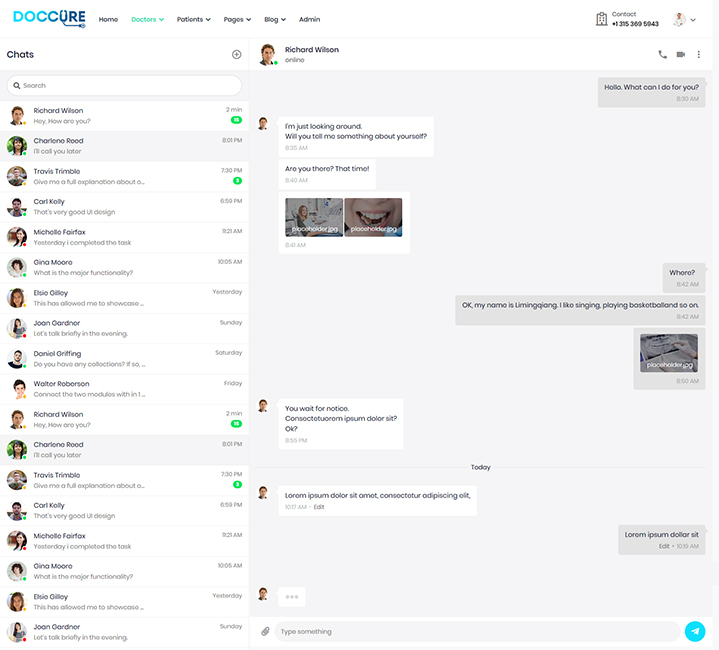 DOCCURE
Home
Doctors
Patients
Pages
Blog
Admin
Contact
+1 315 369 5943
Chats
Search
Richard Wilson
2 min
Hey, How are you?
15
Charlene Reed
8:01 PM
I'll call you later
Travis Trimble
7:30 PM
Give me a full explanation about o...
3
Carl Kelly
6:59 PM
That's very good UI design
Michelle Fairfax
11:21 AM
Yesterday i completed the task
Gina Moore
10:05 AM
What is the major functionality?
Elsie Gilley
Yesterday
This has allowed me to showcase ...
Joan Gardner
Sunday
Let's talk briefly in the evening.
Daniel Griffing
Saturday
Do you have any collections? If so, ...
Walter Roberson
Friday
Connect the two modules with in 1 ...
Richard Wilson
2 min
Hey, How are you?
15
Charlene Reed
8:01 PM
I'll call you later
Travis Trimble
7:30 PM
Give me a full explanation about o...
3
Carl Kelly
6:59 PM
That's very good UI design
Michelle Fairfax
11:21 AM
Yesterday i completed the task
Gina Moore
10:05 AM
What is the major functionality?
Elsie Gilley
Yesterday
This has allowed me to showcase ...
Joan Gardner
Sunday
Let's talk briefly in the evening.
Richard Wilson
online
Hello. What can I do for you?
8:30 AM
I'm just looking around.
Will you tell me something about yourself?
8:35 AM
Are you there? That time!
8:40 AM
placeholder.jpg
placeholder.jpg
8:41 AM
Where?
8:42 AM
OK, my name is Limingqiang. I like singing, playing basketballand so on.
8:42 AM
placeholder.jpg
8:50 AM
You wait for notice.
Consectetuorem ipsum dolor sit?
Ok?
8:55 PM
Today
Lorem ipsum dolor sit amet, consectetur adipiscing elit,
10:17 AM • Edit
Lorem ipsum dollar sit
Edit • 10:19 AM
Type something